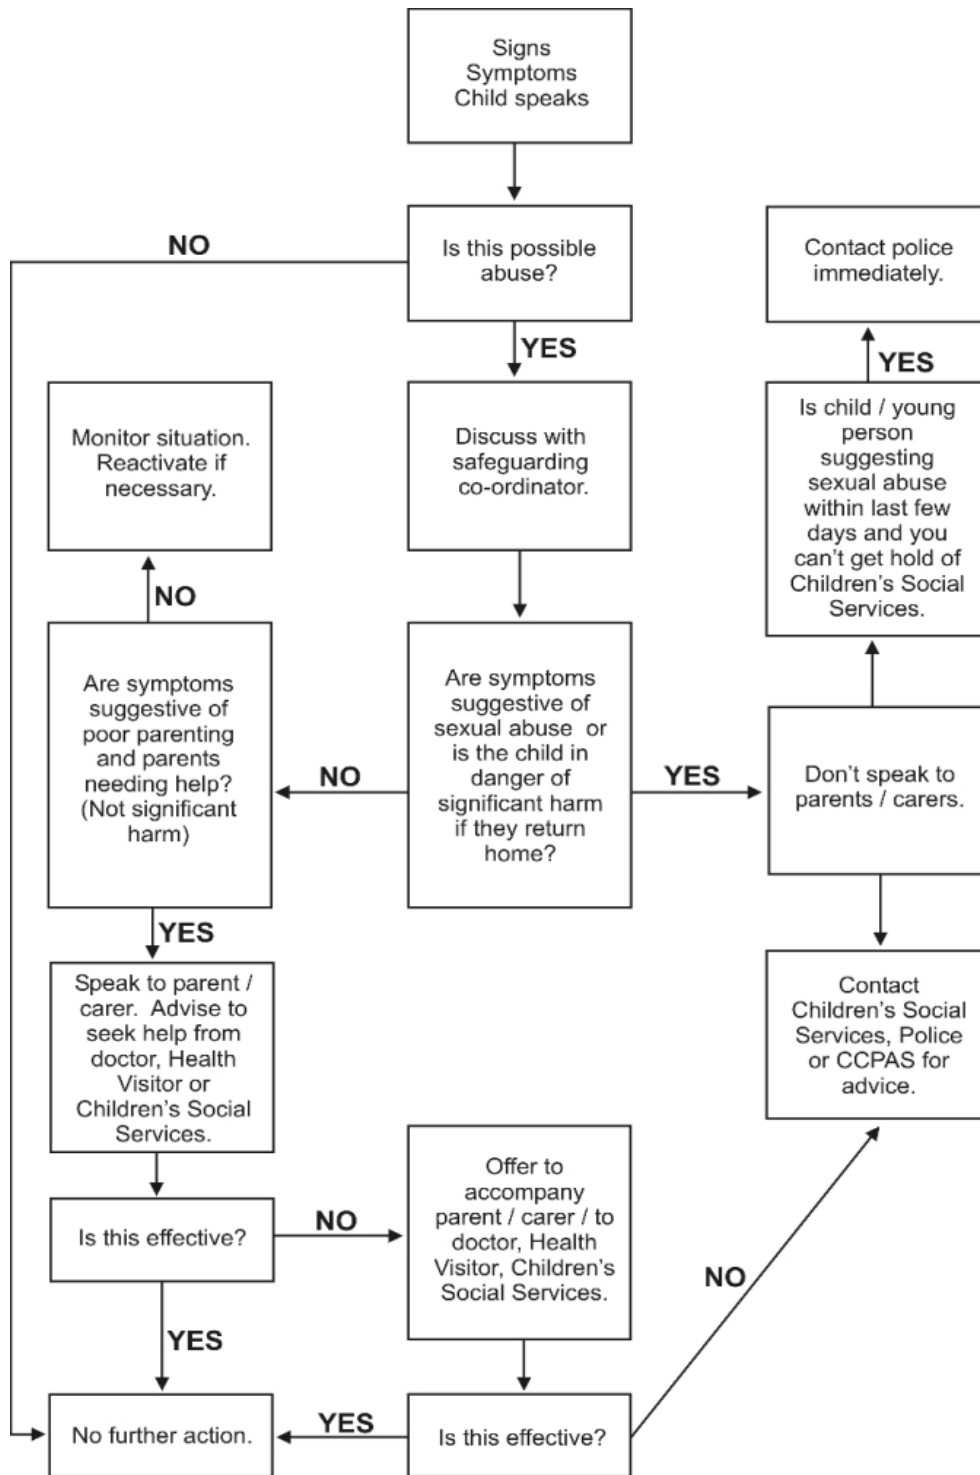 Signs
Symptoms
Child speaks
NO
Is this possible
abuse?
Contact police
immediately.
YES
YES
Monitor situation.
Reactivate if
necessary.
Discuss with
safeguarding
co-ordinator.
Is child / young
person
suggesting
sexual abuse
within last few
days and you
can't get hold of
Children's Social
Services.
NO
Are symptoms
suggestive of
poor parenting
and parents
needing help?
(Not significant
harm)
NO
Are symptoms
suggestive of
sexual abuse or
is the child in
danger of
significant harm
if they return
home?
YES
Don't speak to
parents / carers.
YES
Speak to parent /
carer. Advise to
seek help from
doctor, Health
Visitor or
Children's Social
Services.
Contact
Children's Social
Services, Police
or CCPAS for
advice.
Is this effective?
NO
Offer to
accompany
parent / carer / to
doctor, Health
Visitor, Children's
Social Services.
NO
YES
No further action.
YES
Is this effective?